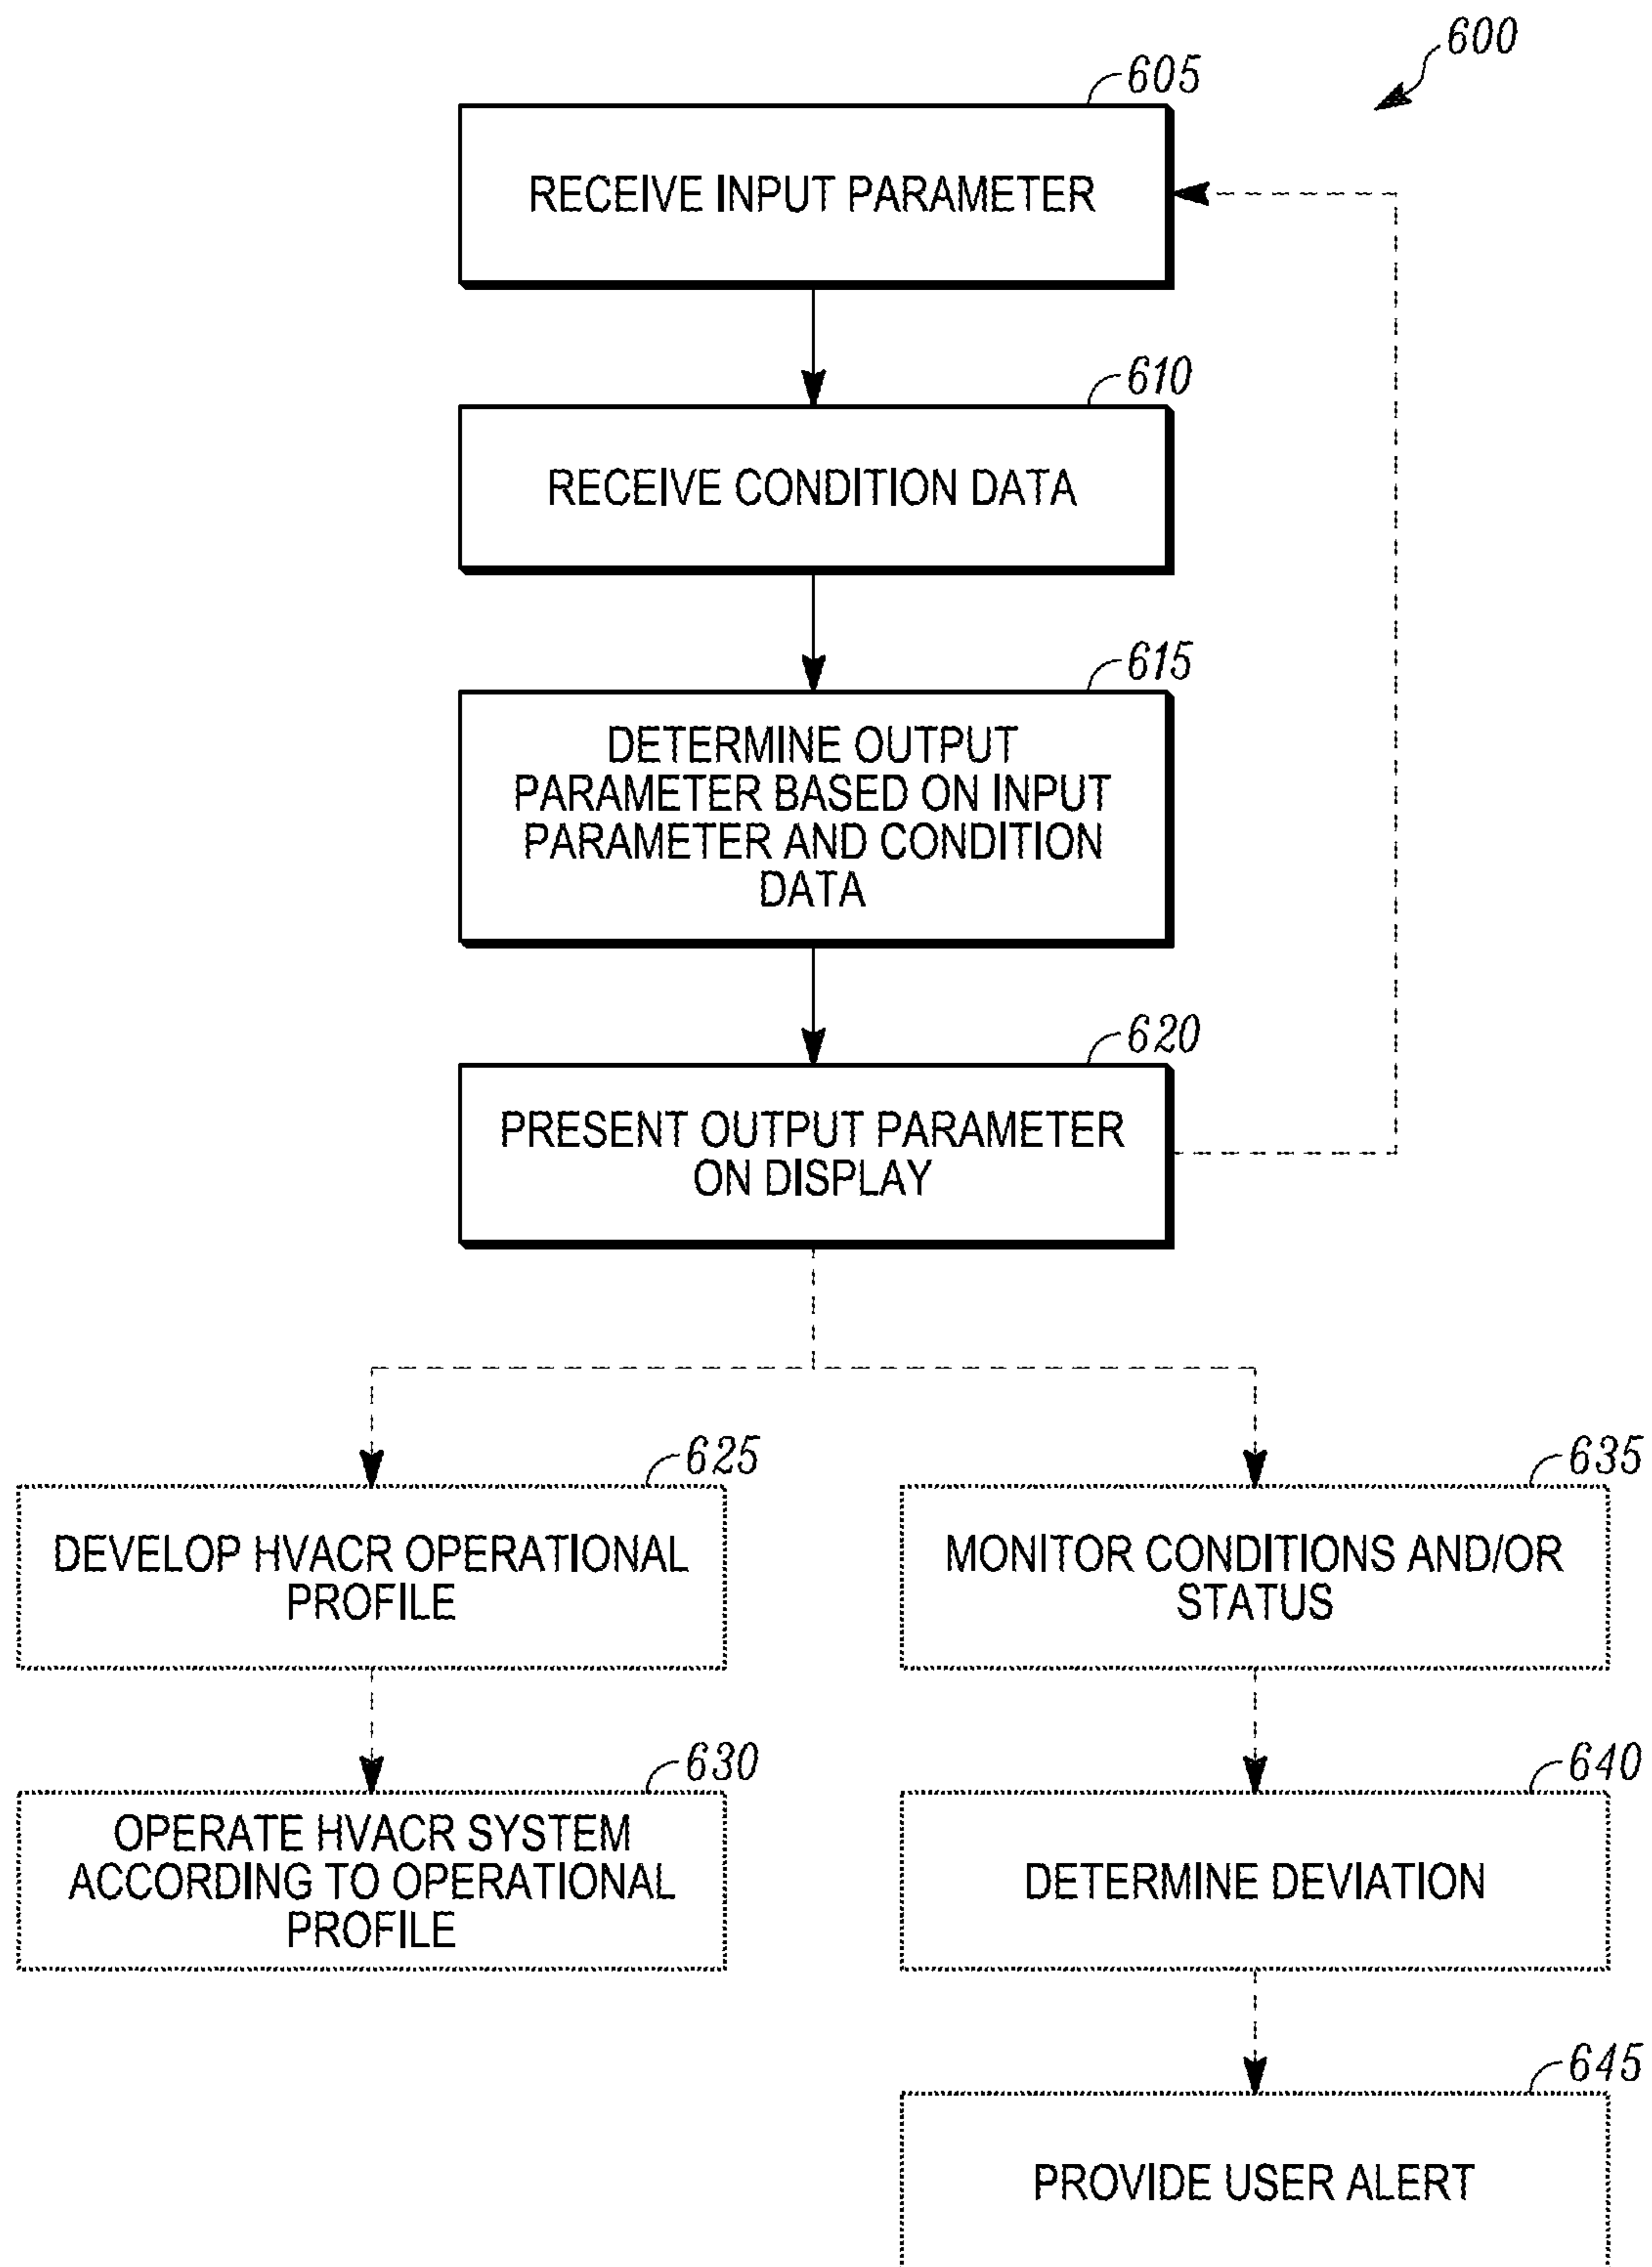 600
605
RECEIVE INPUT PARAMETER
610
RECEIVE CONDITION DATA
615
DETERMINE OUTPUT
PARAMETER BASED ON INPUT
PARAMETER AND CONDITION
DATA
620
PRESENT OUTPUT PARAMETER
ON DISPLAY
625
DEVELOP HVACR OPERATIONAL
PROFILE
630
OPERATE HVACR SYSTEM
ACCORDING TO OPERATIONAL
PROFILE
635
MONITOR CONDITIONS AND/OR
STATUS
640
DETERMINE DEVIATION
645
PROVIDE USER ALERT